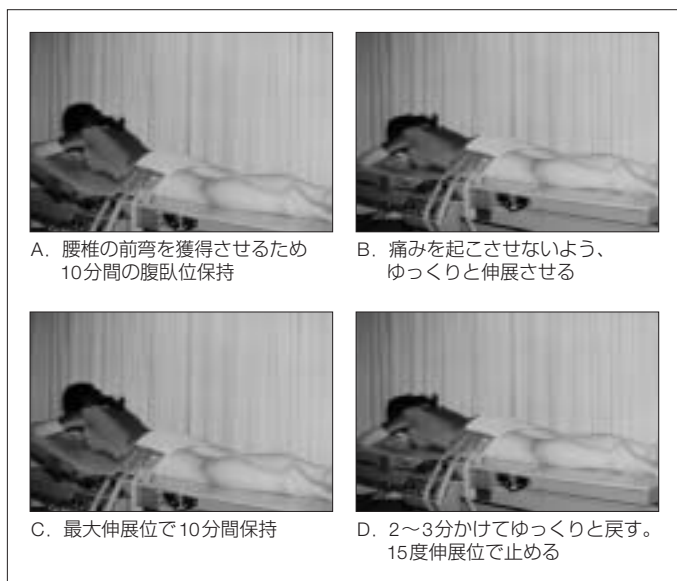 A. 腰椎の前弯を獲得させるため
10分間の腹臥位保持
B. 痛みを起こさせないよう、
ゆっくりと伸展させる
C. 最大伸展位で10分間保持
D. 2〜3分かけてゆっくりと戻す。
15度伸展位で止める